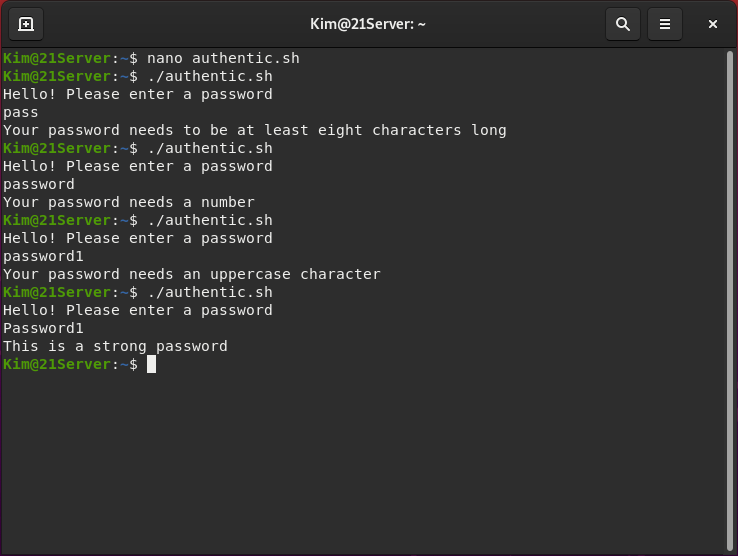 Kim@21Server: ~
Kim@21Server:~$ nano authentic.sh
Kim@21Server:~$ ./authentic.sh
Hello! Please enter a password
pass
Your password needs to be at least eight characters long
Kim@21Server:~$ ./authentic.sh
Hello! Please enter a password
password
Your password needs a number
Kim@21Server:~$ ./authentic.sh
Hello! Please enter a password
password1
Your password needs an uppercase character
Kim@21Server:~$ ./authentic.sh
Hello! Please enter a password
Password1
This is a strong password
Kim@21Server:~$